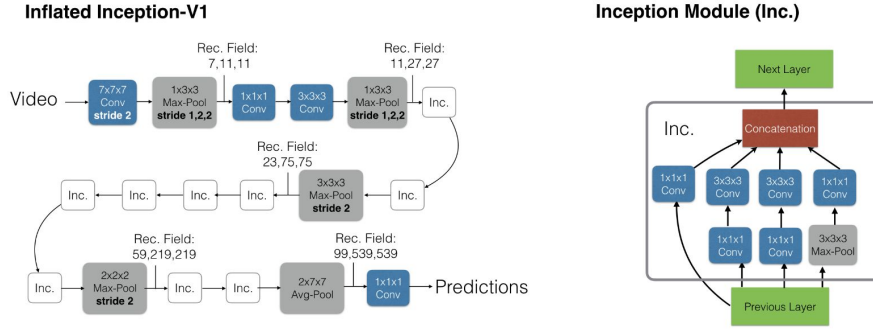 Inflated Inception-V1
Rec. Field:
7,11,11
Rec. Field:
11,27,27
Video
7x7x7
Conv
stride 2
1x3x3
Max-Pool
stride 1,2,2
1x1x1
Conv
3x3x3
Conv
1x3x3
Max-Pool
stride 1,2,2
Inc.
Rec. Field:
23,75,75
Inc.
Inc.
Inc.
Inc.
3x3x3
Max-Pool
stride 2
Inc.
Rec. Field:
59,219,219
Rec. Field:
99,539,539
Inc.
2x2x2
Max-Pool
stride 2
Inc.
Inc.
2x7x7
Avg-Pool
1x1x1
Conv
Predictions
Inception Module (Inc.)
Next Layer
Inc.
Concatenation
1x1x1
Conv
3x3x3
Conv
3x3x3
Conv
1x1x1
Conv
1x1x1
Conv
1x1x1
Conv
3x3x3
Max-Pool
Previous Layer